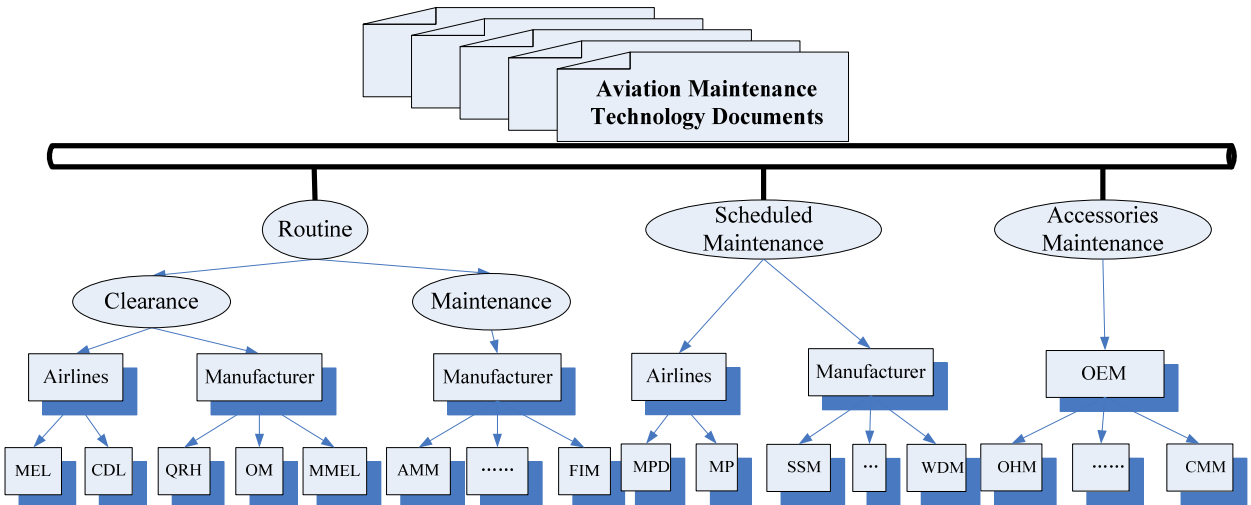 Aviation Maintenance
Technology Documents
Routine
Scheduled
Maintenance
Accessories
Maintenance
Clearance
Maintenance
Airlines
Manufacturer
Manufacturer
Airlines
Manufacturer
OEM
MEL
CDL
QRH
OM
MMEL
AMM
……
FIM
MPD
MP
SSM
…
WDM
OHM
……
CMM